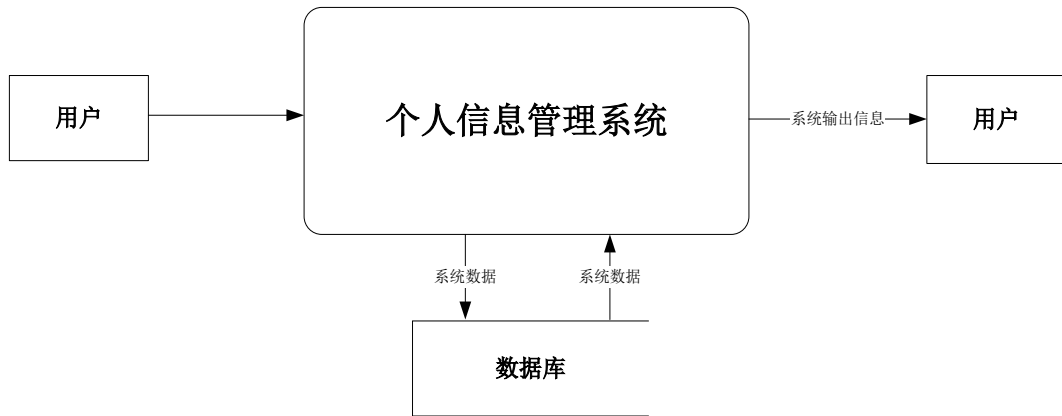 用户
个人信息管理系统
系统输出信息
用户
系统数据
系统数据
数据库